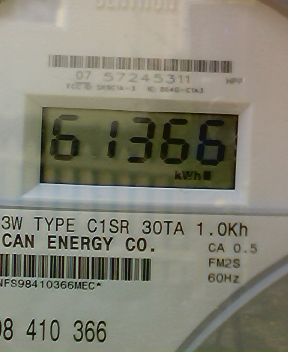 CENTRON
07 57245311
61366
kWh
3W TYPE C1SR 30TA 1.0Kh
CAN ENERGY CO. CA 0.5
FM2S
60Hz
NFS98410366MEC*
98 410 366